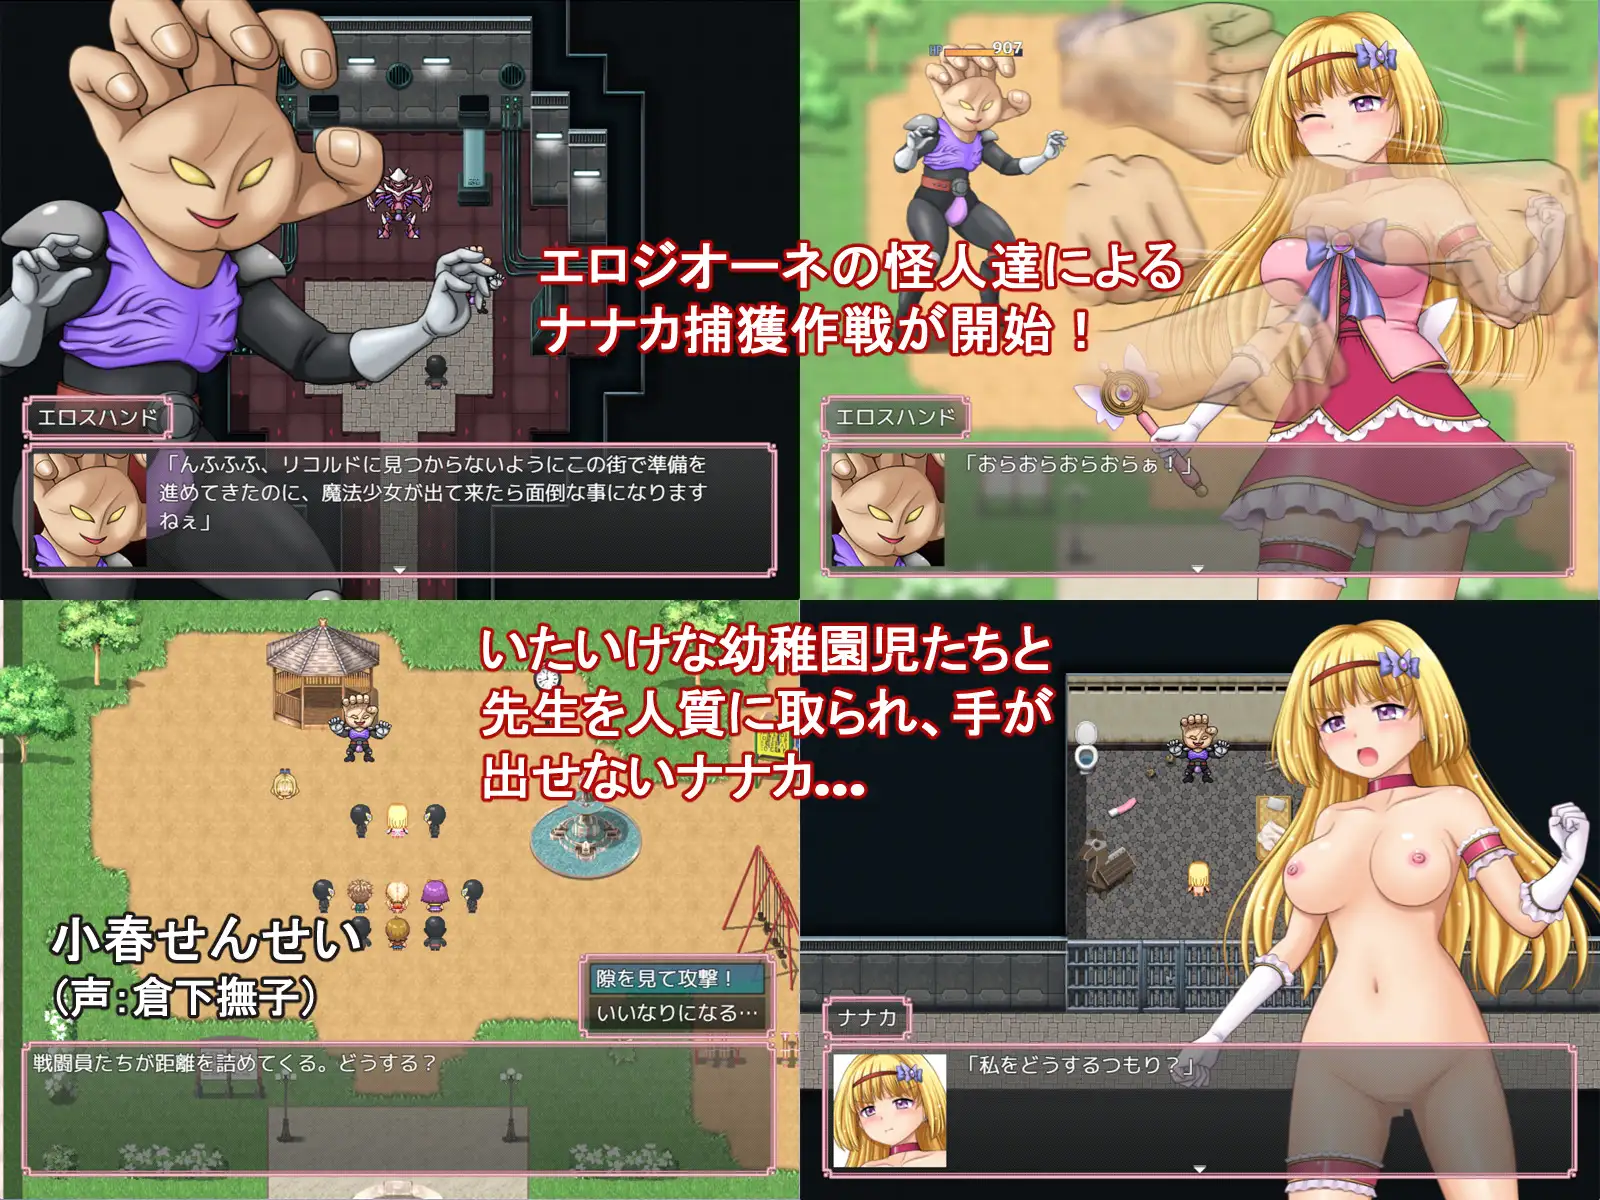 エロジオーネの怪人達による
ナナカ捕獲作戦が開始！
エロスハンド
「んふふふ、リコルドに見つからないようにこの街で準備を
進めてきたのに、魔法少女が出て来たら面倒な事になります
ねぇ」
HP 907
エロスハンド
「おらおらおらおらぁ！」
いたいけな幼稚園児たちと
先生を人質に取られ、手が
出せないナナカ…
小春せんせい
（声：倉下撫子）
隙を見て攻撃！
いいなりになる…
戦闘員たちが距離を詰めてくる。どうする？
ナナカ
「私をどうするつもり？」